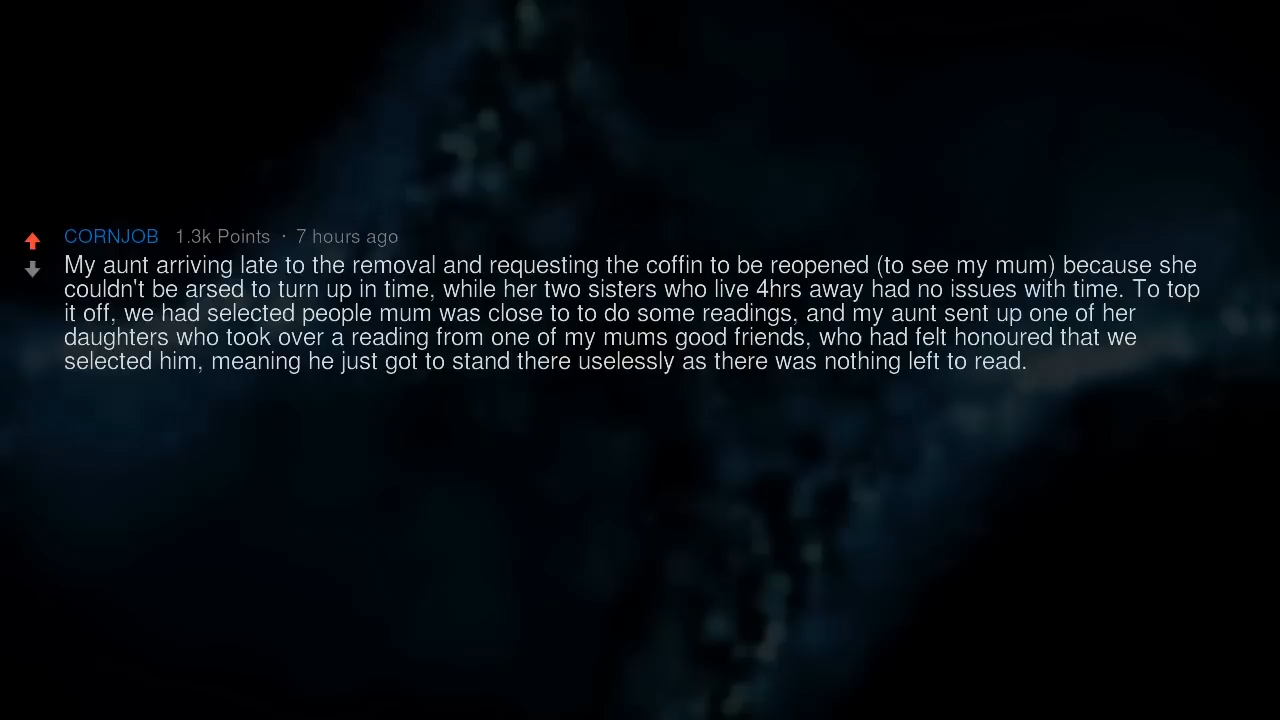 CORNJOB 1.3k Points · 7 hours ago
My aunt arriving late to the removal and requesting the coffin to be reopened (to see my mum) because she
couldn't be arsed to turn up in time, while her two sisters who live 4hrs away had no issues with time. To top
it off, we had selected people mum was close to to do some readings, and my aunt sent up one of her
daughters who took over a reading from one of my mums good friends, who had felt honoured that we
selected him, meaning he just got to stand there uselessly as there was nothing left to read.